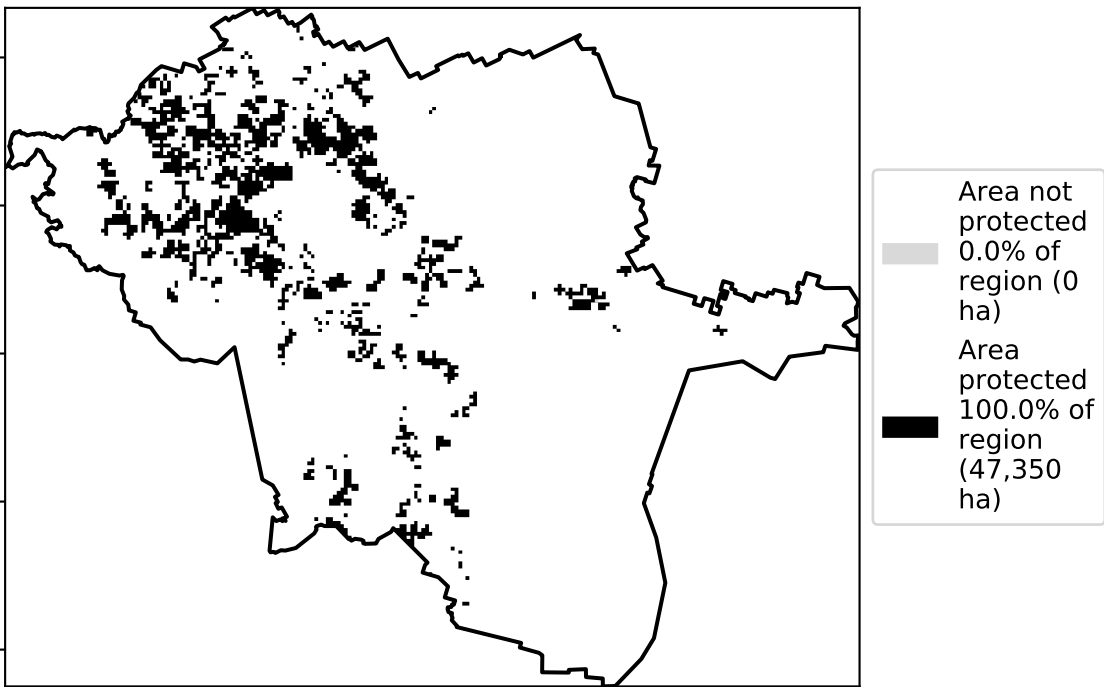 Area not
protected
0.0% of
region (0
ha)
Area
protected
100.0% of
region
(47,350
ha)